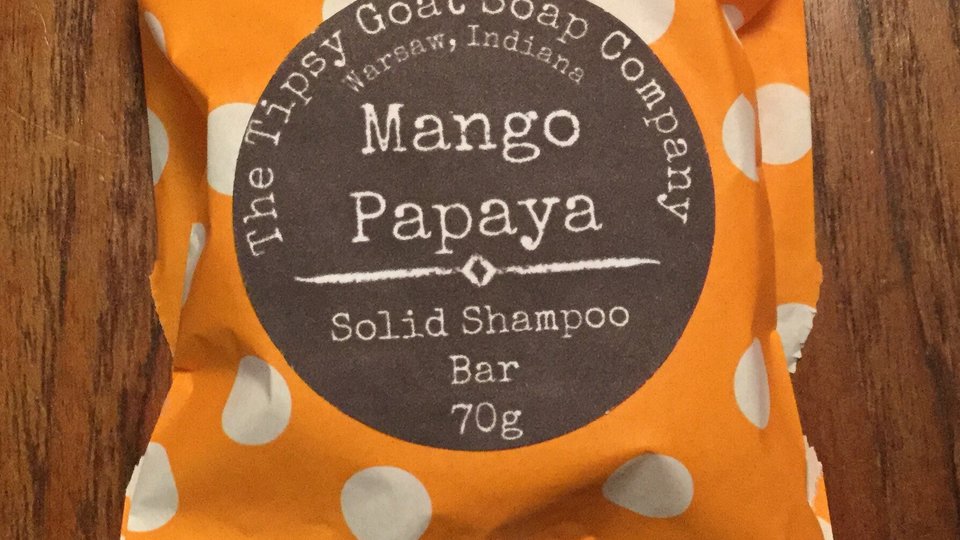 The Tipsy Goat Soap Company
Warsaw, Indiana
Mango
Papaya
Solid Shampoo
Bar
70g